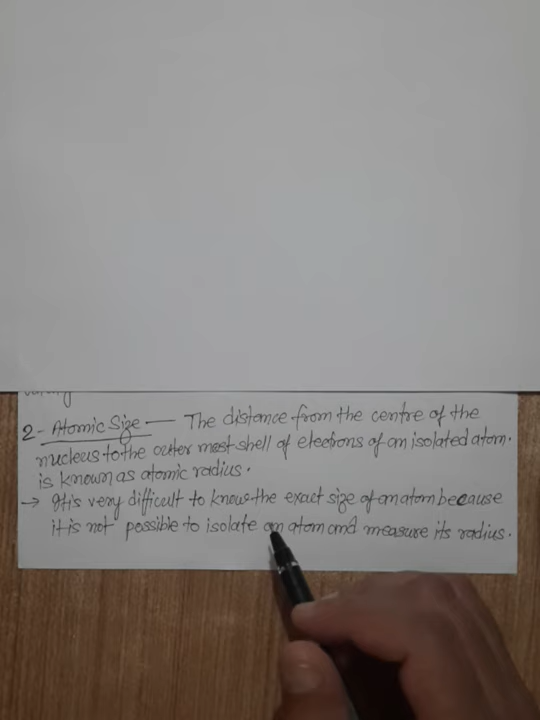 2- Atomic Size — The distance from the centre of the
nucleus to the outer most shell of electrons of an isolated atom.
is known as atomic radius.
→ It is very difficult to know the exact size of an atom because
it is not possible to isolate an atom and measure its radius.